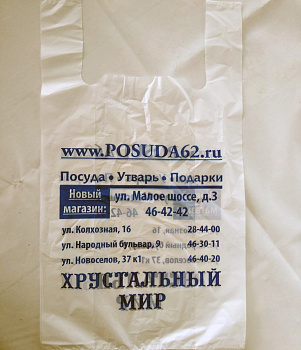 www.POSUDA62.ru
Посуда • Утварь • Подарки
Новый магазин: ул. Малое шоссе, д.3
46-42-42
ул. Колхозная, 16 28-44-00
ул. Народный бульвар, 9 46-30-11
ул. Новоселов, 37 к1 46-40-20
ХРУСТАЛЬНЫЙ
МИР